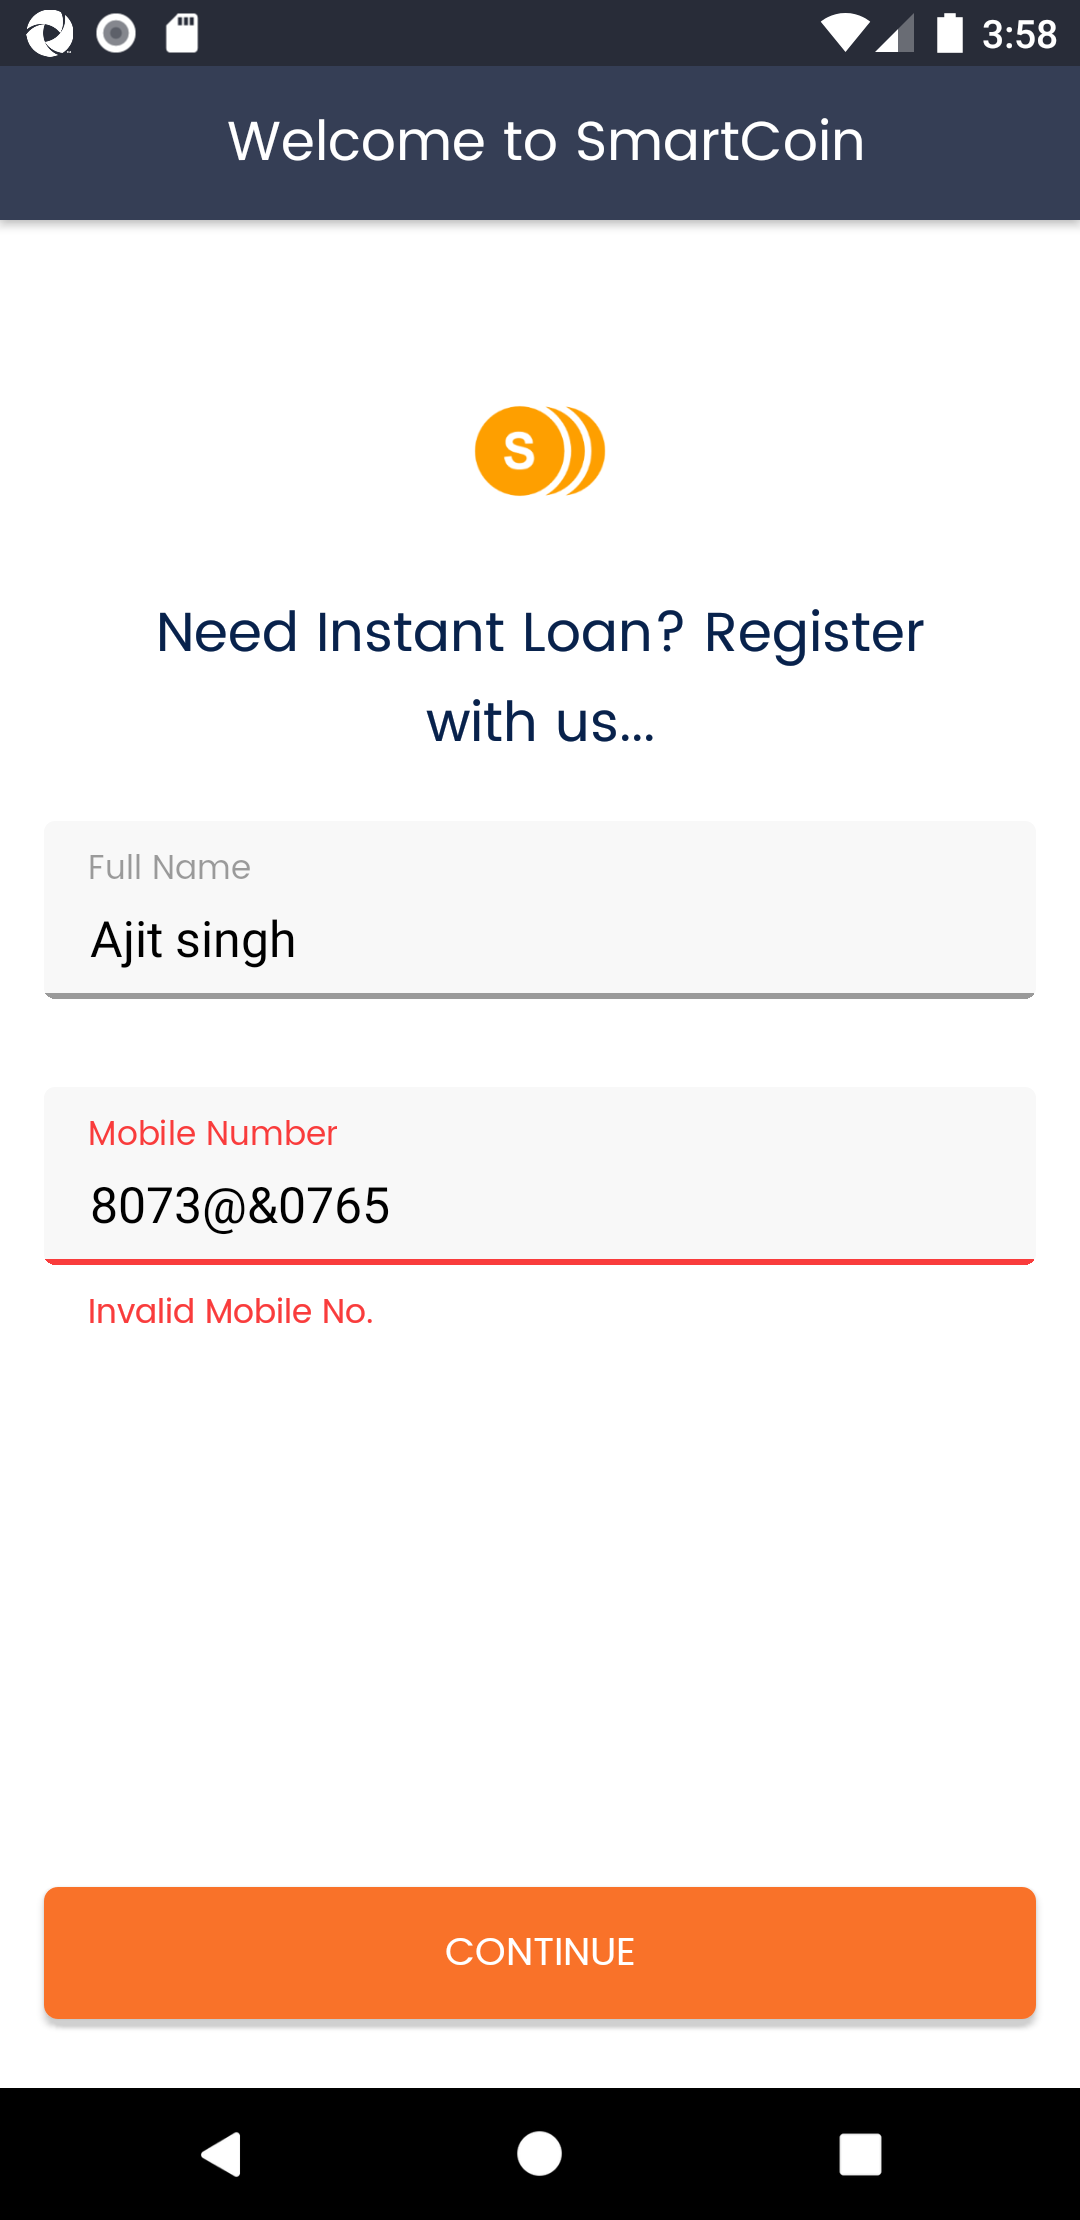 3:58
Welcome to SmartCoin
S
Need Instant Loan? Register
with us...
Full Name
Ajit singh
Mobile Number
8073@&0765
Invalid Mobile No.
CONTINUE